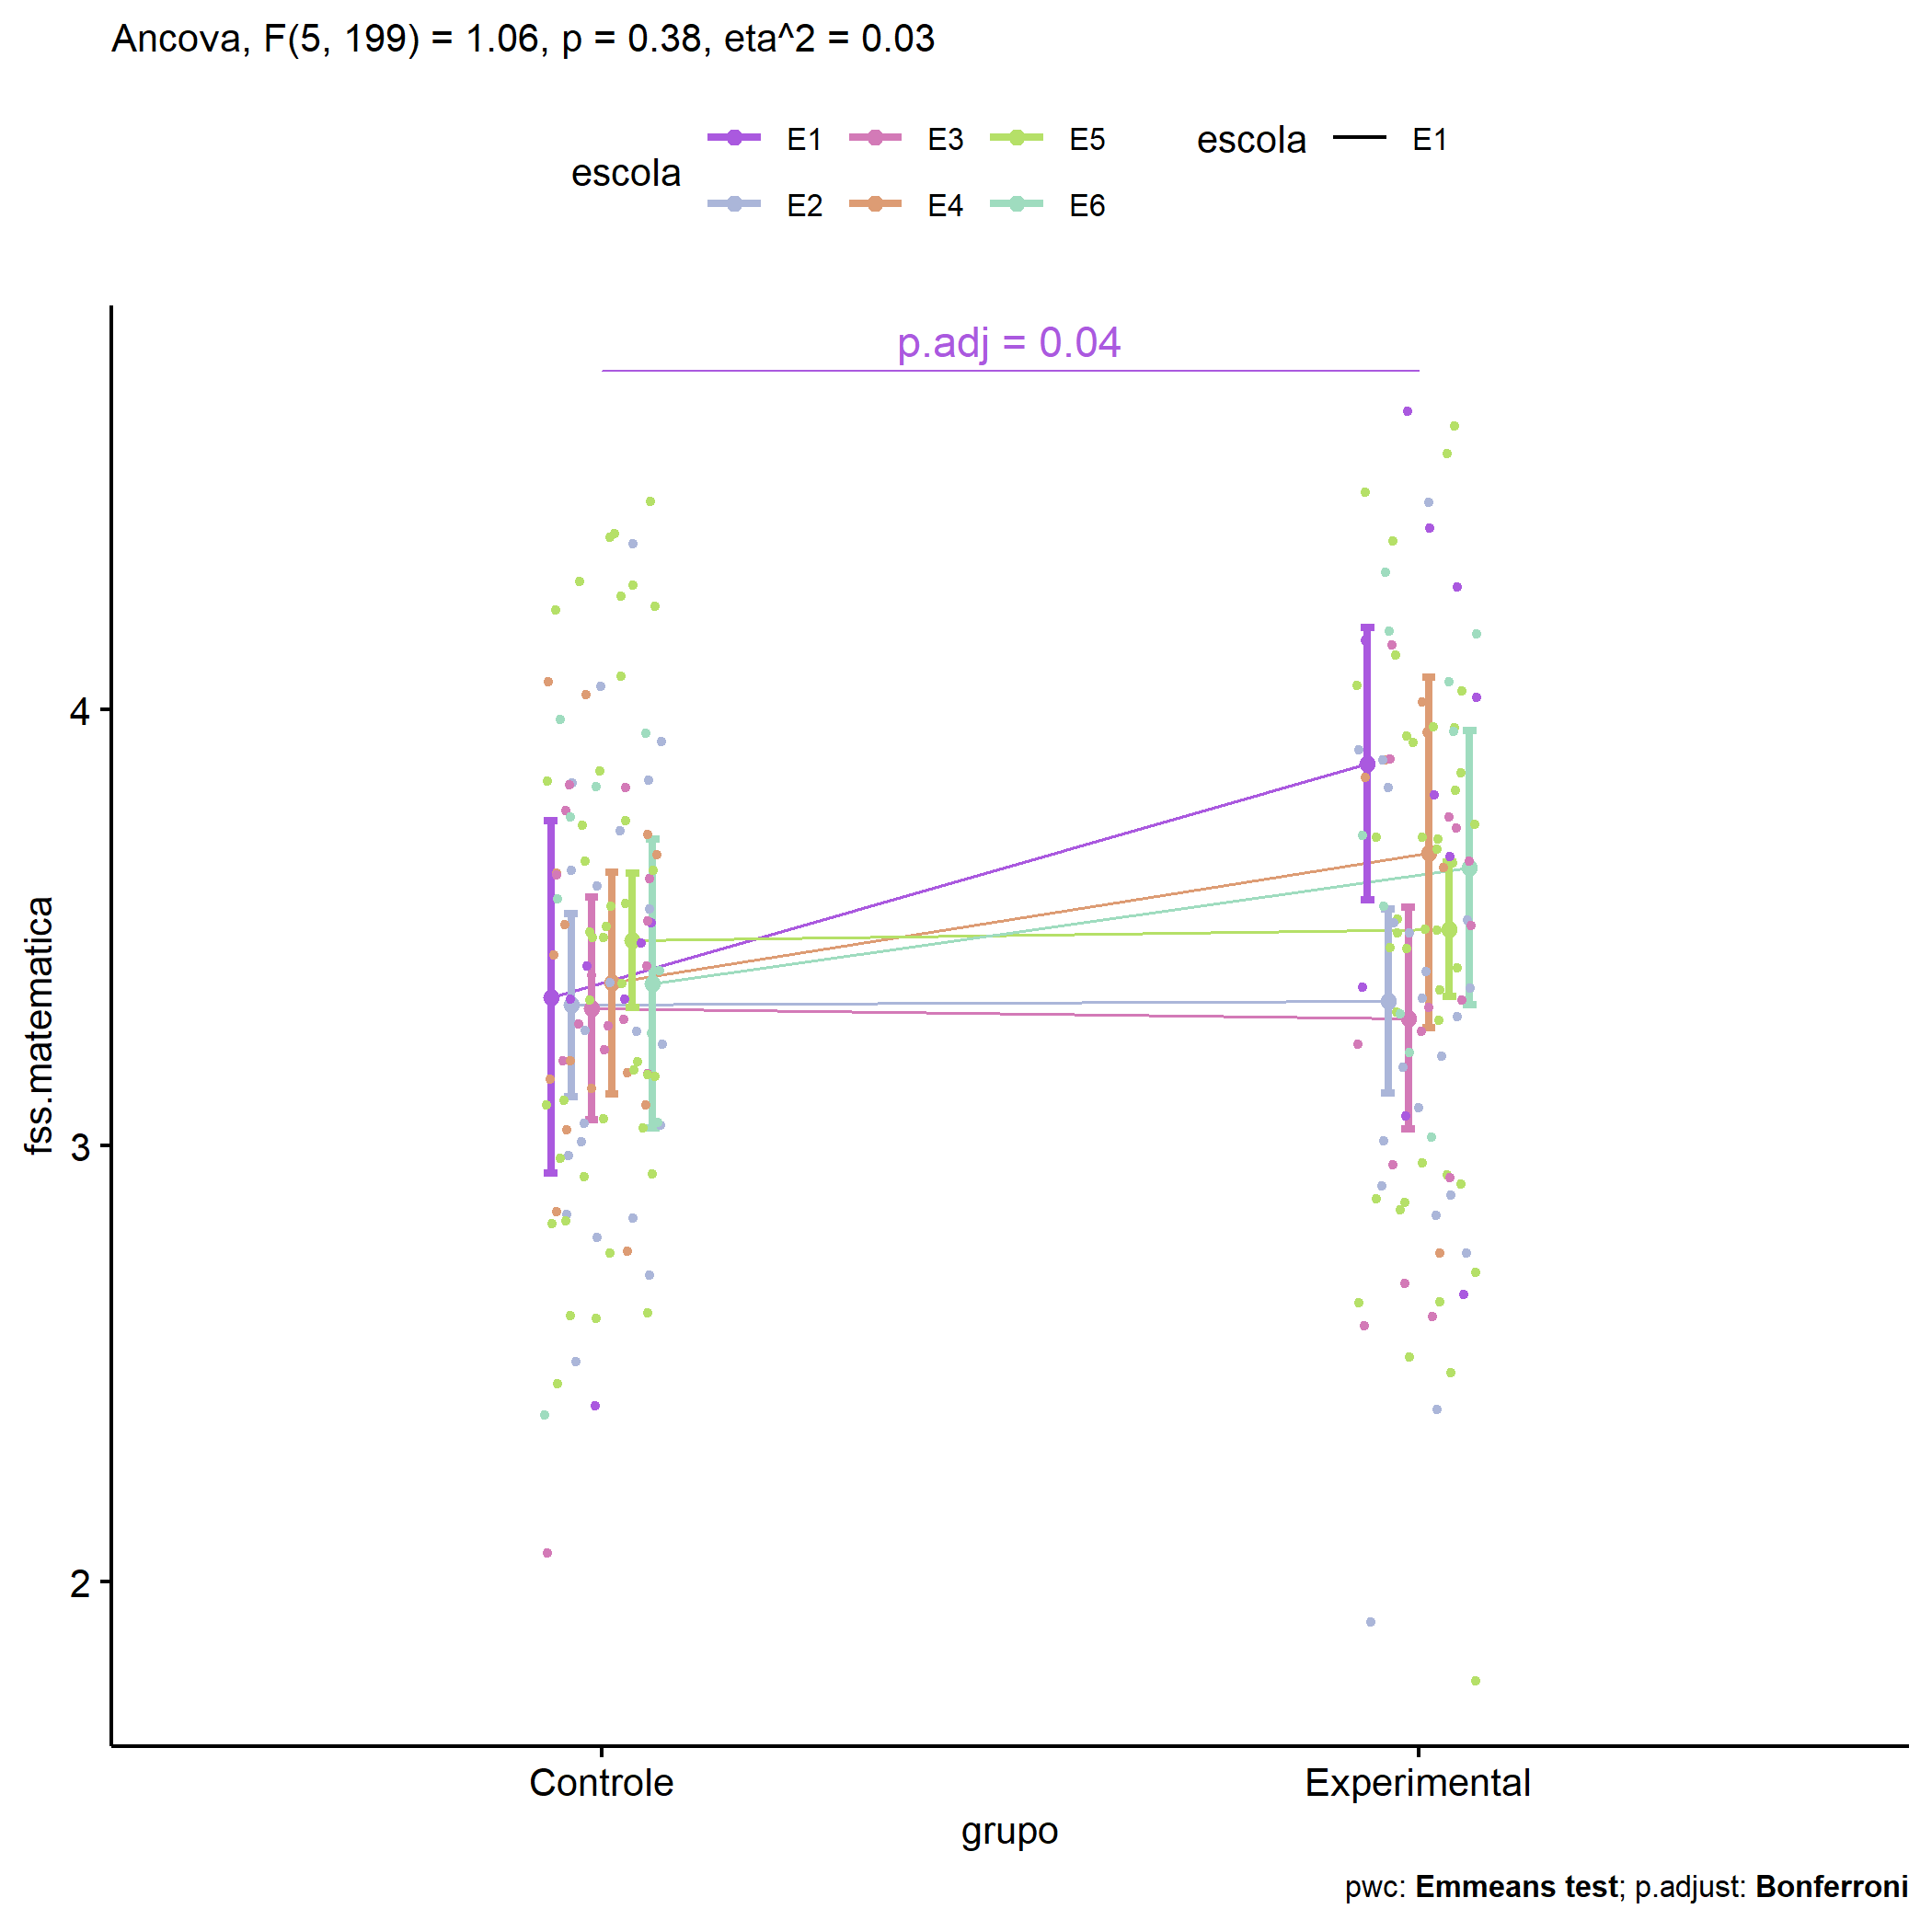 Ancova, F(5, 199) = 1.06, p = 0.38, eta^2 = 0.03
escola
E1 E3 E5
E2 E4 E6
escola E1
p.adj = 0.04
fss.matematica
4
3
2
Controle Experimental
grupo
pwc: Emmeans test; p.adjust: Bonferroni